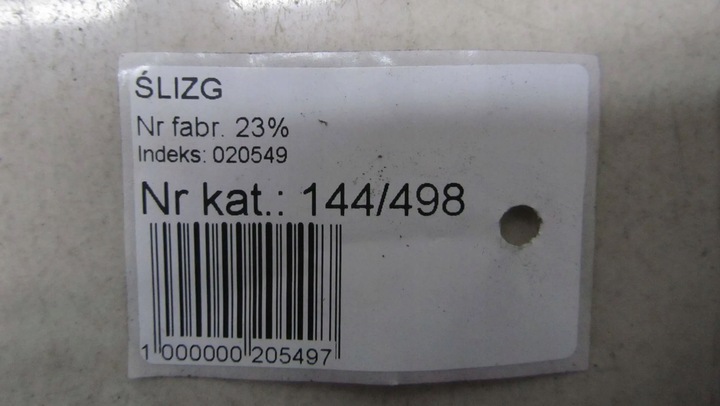 ŚLIZG
Nr fabr. 23%
Indeks: 020549
Nr kat.: 144/498
1 000000 205497